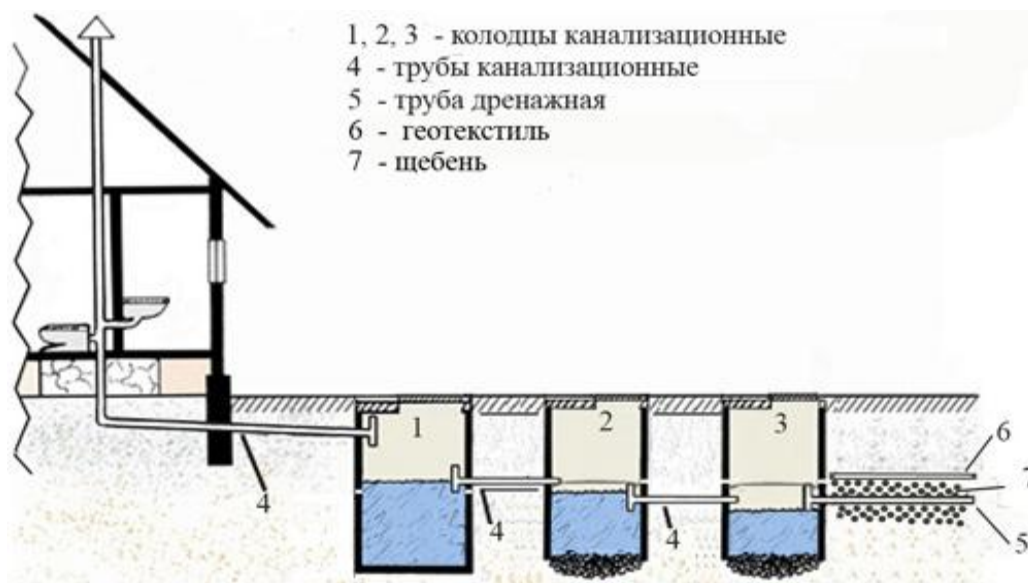 1, 2, 3 - колодцы канализационные
4 - трубы канализационные
5 - труба дренажная
6 - геотекстиль
7 - щебень
1
2
3
6
7
4
4
4
5